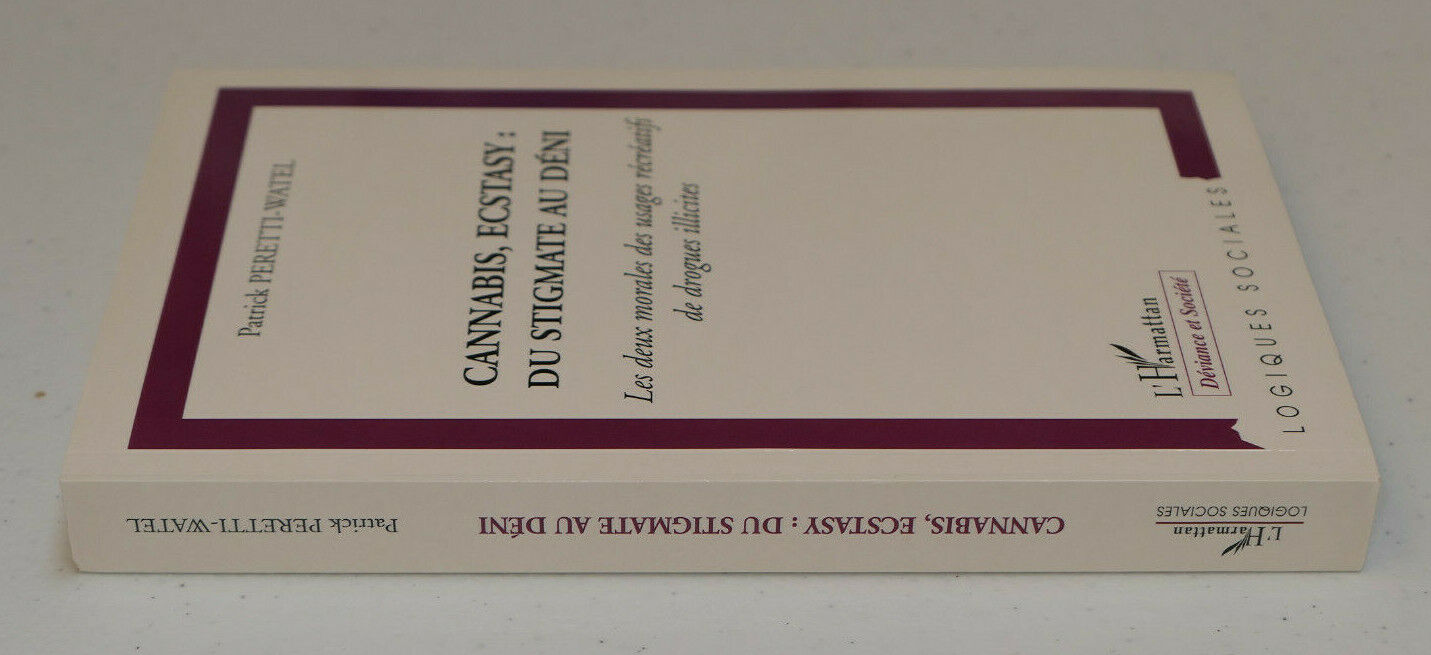 Patrick PERETTI-WATEL
CANNABIS, ECSTASY :
DU STIGMATE AU DÉNI
Les deux morales des usages récréatifs
de drogues illicites
L'Harmattan
Déviance et Société
LOGIQUES SOCIALES
Patrick PERETTI-WATEL
CANNABIS, ECSTASY : DU STIGMATE AU DÉNI
L'Harmattan
LOGIQUES SOCIALES